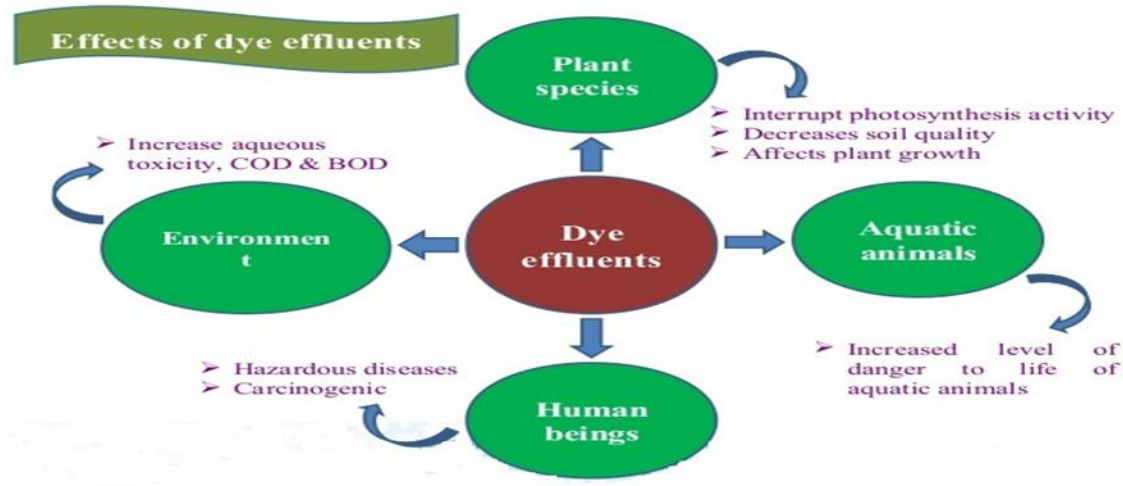 Effects of dye effluents
Plant
species
➢ Interrupt photosynthesis activity
➢ Decreases soil quality
➢ Affects plant growth
➢ Increase aqueous
toxicity, COD & BOD
Environmen
t
Dye
effluents
Aquatic
animals
➢ Increased level of
danger to life of
aquatic animals
➢ Hazardous diseases
➢ Carcinogenic
Human
beings